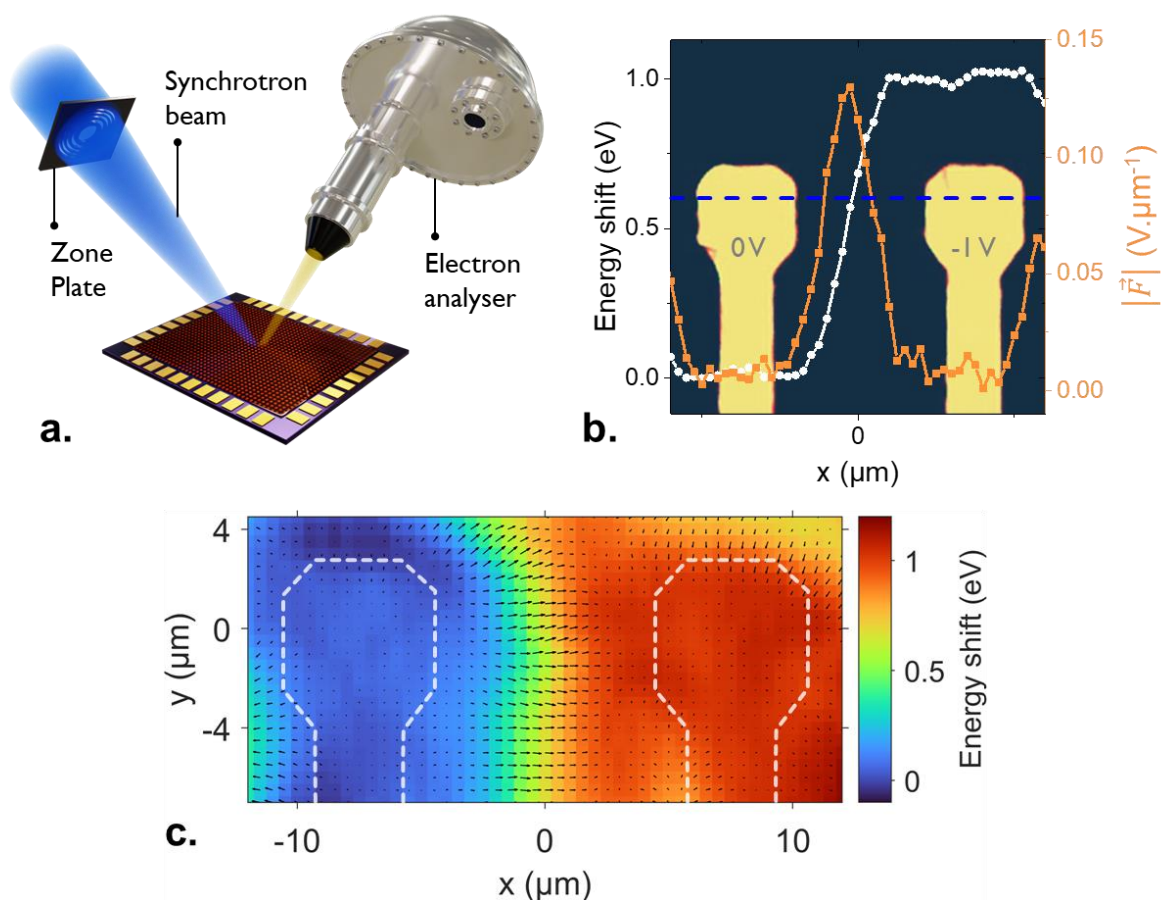 Synchrotron
beam
Zone
Plate
Electron
analyser
a.
Energy shift (eV)
1.0
0.5
0.0
0 V
-1 V
0.15
0.10
0.05
0.00
|F⃗| (V.µm⁻¹)
0
x (µm)
b.
y (µm)
4
0
-4
-10
0
10
x (µm)
1
0.5
0
Energy shift (eV)
c.